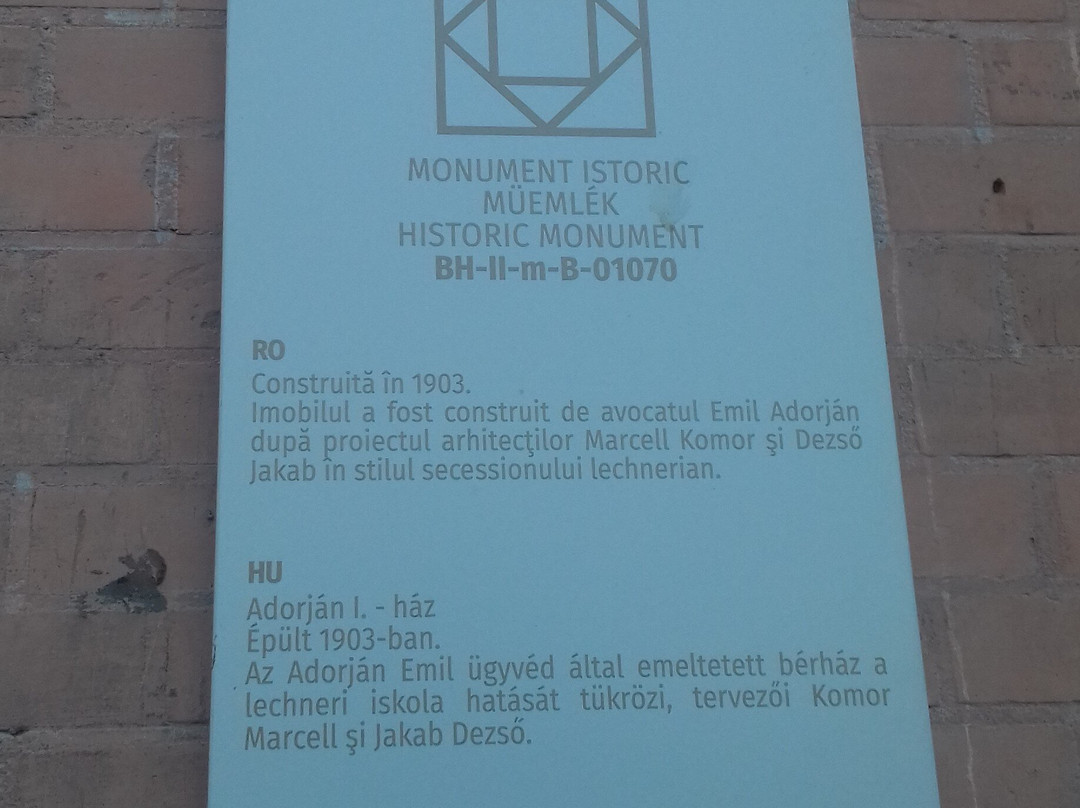 MONUMENT ISTORIC
MÜEMLÉK
HISTORIC MONUMENT
BH-II-m-B-01070
RO
Construită în 1903.
Imobilul a fost construit de avocatul Emil Adorján
după proiectul arhitecţilor Marcell Komor şi Dezső
Jakab în stilul secessionului lechnerian.
HU
Adorján I. - ház
Épült 1903-ban.
Az Adorján Emil ügyvéd által emeltetett bérház a
lechneri iskola hatását tükrözi, tervezői Komor
Marcell şi Jakab Dezső.